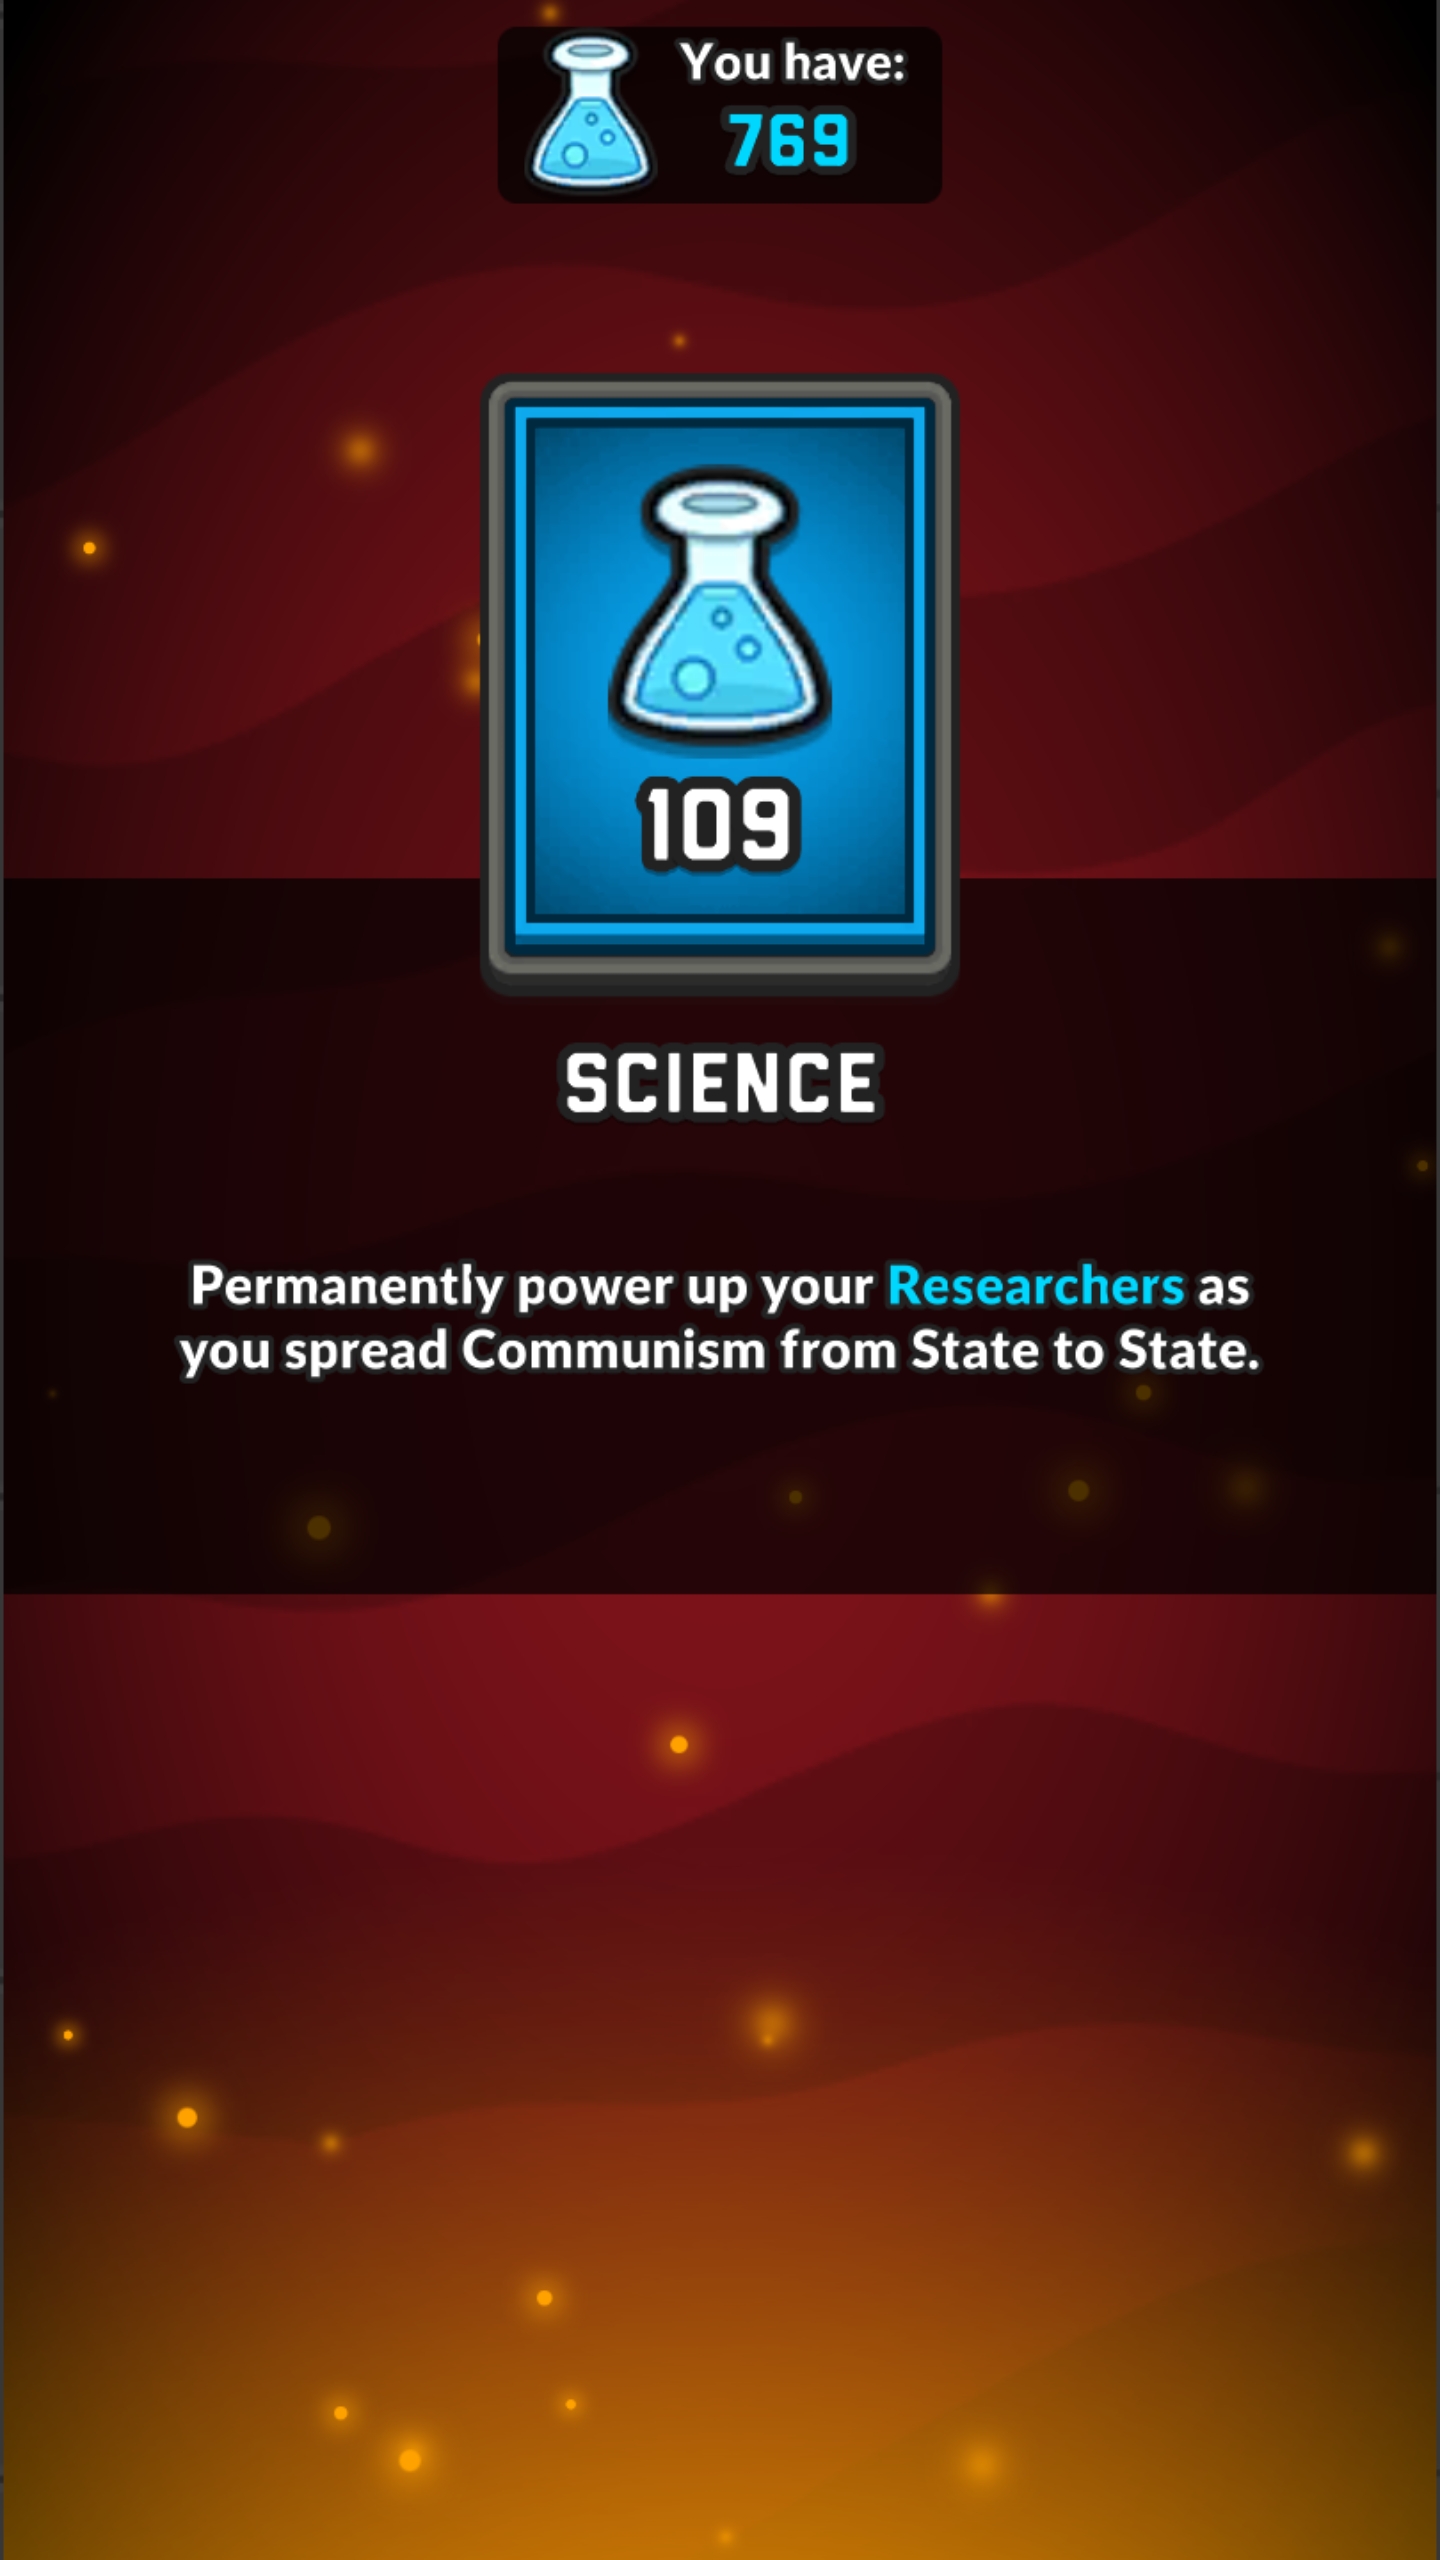 You have:
769
109
SCIENCE
Permanently power up your Researchers as
you spread Communism from State to State.